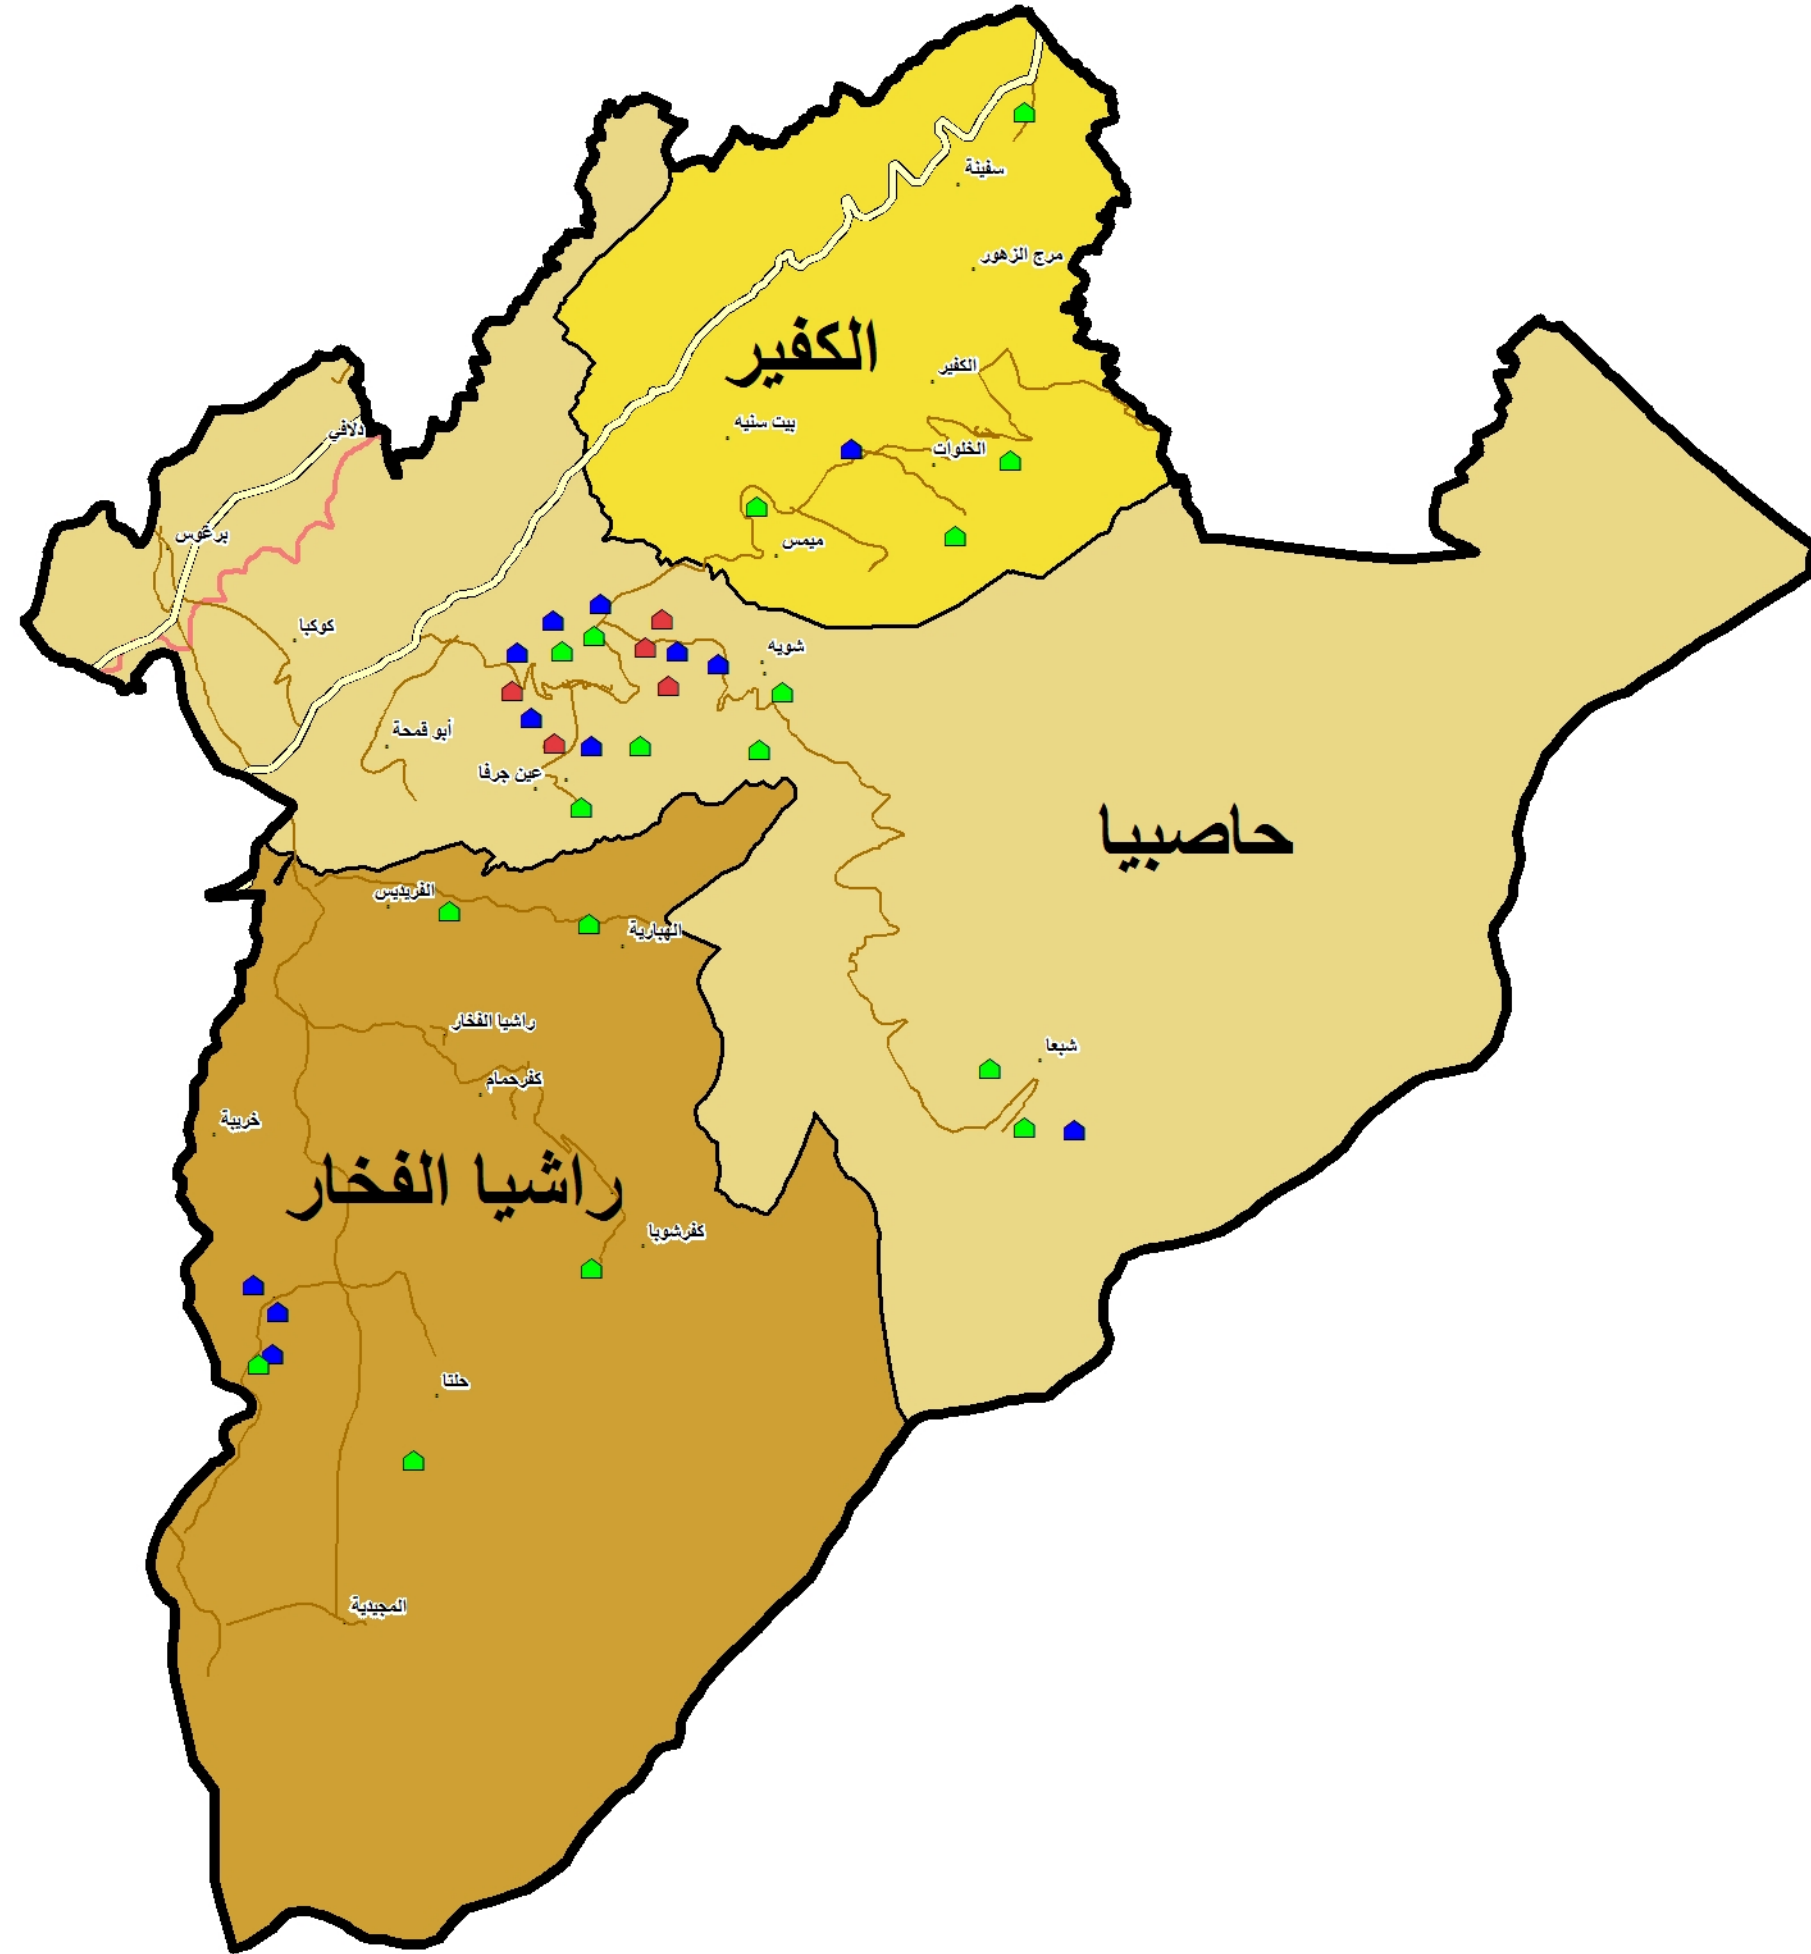 سفينة
مرج الزهور
الكفير
الكفير
بيت سنيه
دلافي
الخلوات
برغوس
ميمس
كوكبا
شويه
أبو قمحة
عين جرفا
حاصبيا
الفريديس
الهبارية
راشيا الفخار
شبعا
كفرحمام
خريبة
راشيا الفخار
كفرشوبا
حلتا
المجيدية